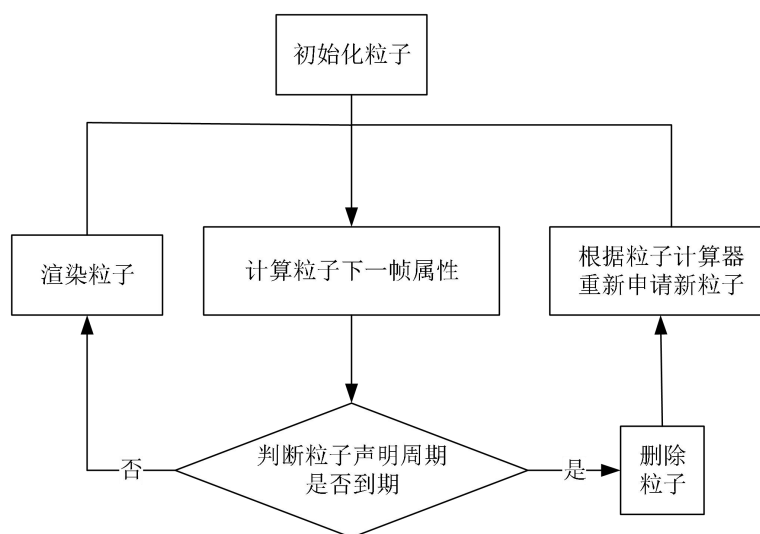 初始化粒子
渲染粒子
计算粒子下一帧属性
根据粒子计算器
重新申请新粒子
判断粒子声明周期
是否到期
否
是
删除
粒子